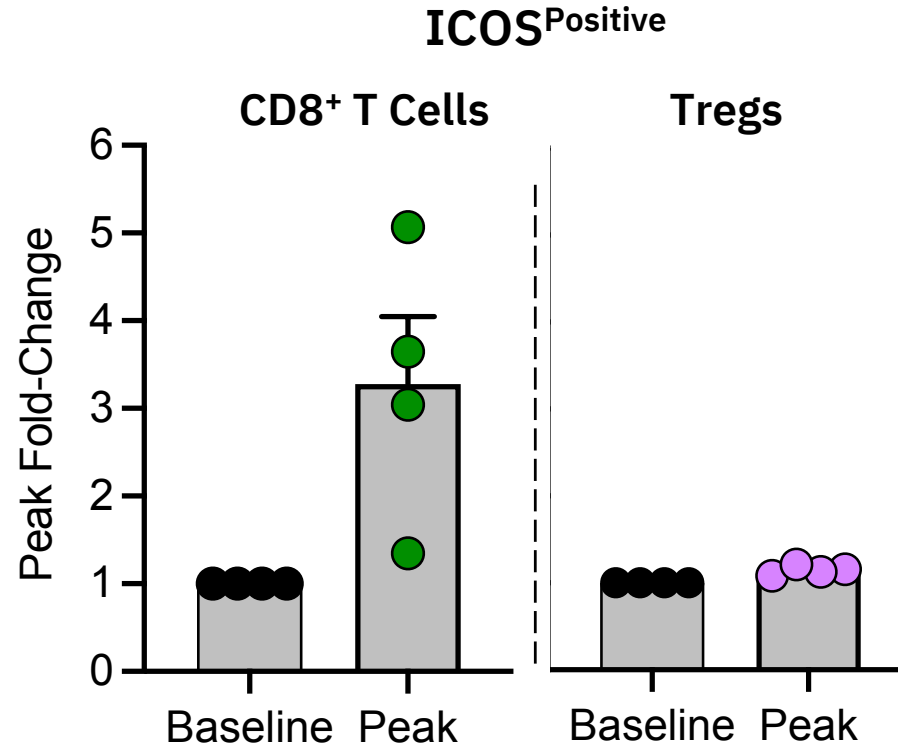 ICOSPositive
CD8+ T Cells
Tregs
Peak Fold-Change
6
5
4
3
2
1
0
Baseline Peak
Baseline Peak